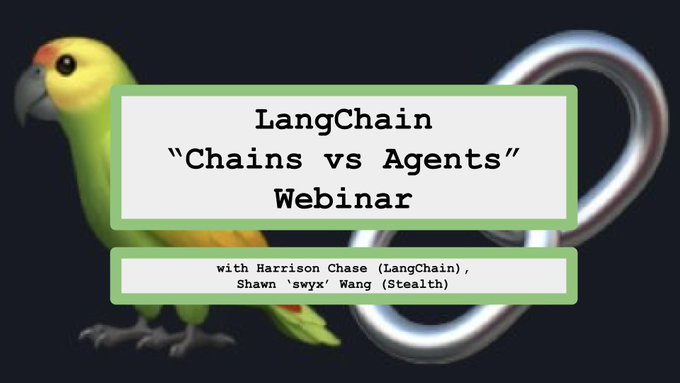 LangChain
“Chains vs Agents”
Webinar
with Harrison Chase (LangChain),
Shawn ‘swyx’ Wang (Stealth)